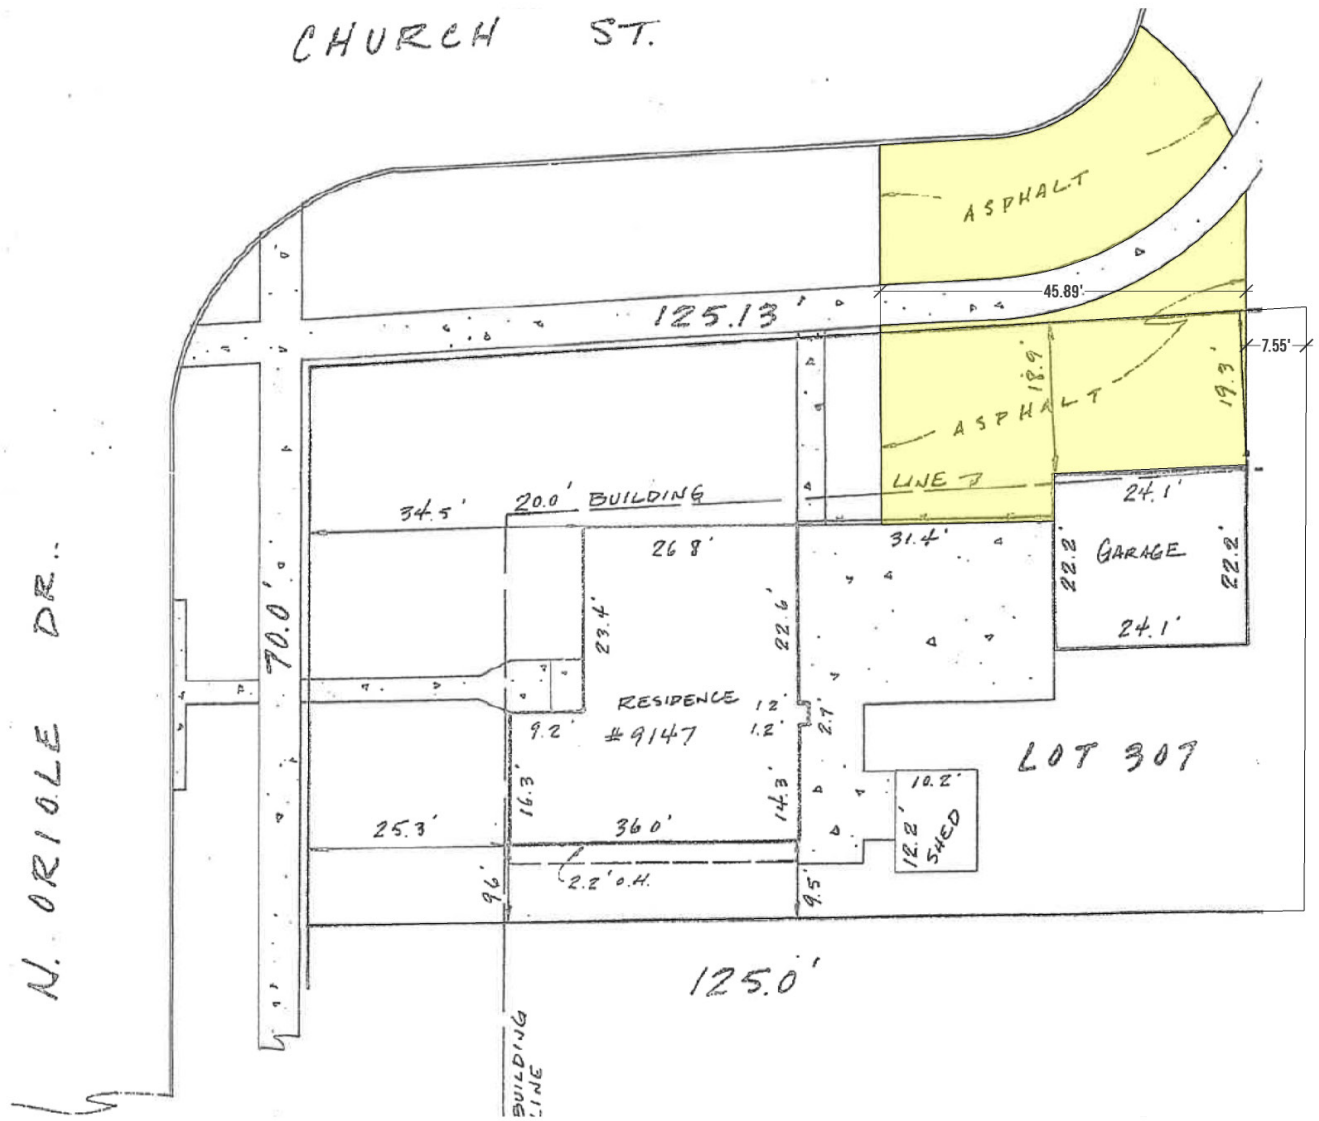 CHURCH ST.
ASPHALT
45.89'
125.13'
7.55'
18.9'
19.3'
ASPHALT
LINE
20.0' BUILDING
34.5'
24.1'
26.8'
31.4'
GARAGE
22.2'
22.2'
N. ORIOLE DR..
70.0'
23.4'
22.6'
24.1'
RESIDENCE
#9147
1.2'
1.2'
2.7'
9.2'
LOT 307
16.3'
14.3'
10.2'
12.2'
SHED
25.3'
36.0'
2.2' O.H.
9.6'
9.5'
125.0'
BUILDING
LINE